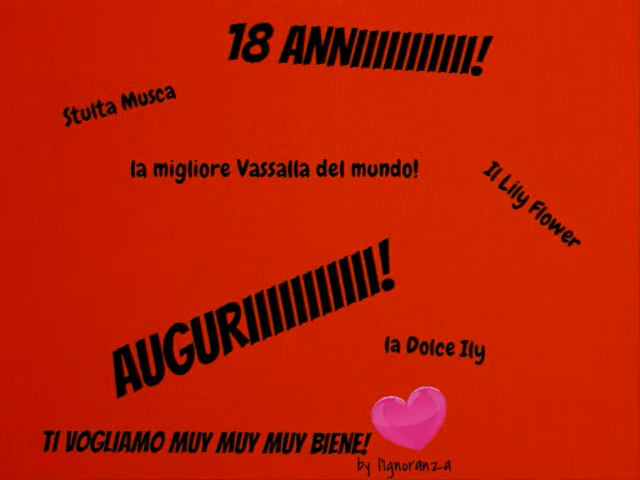 18 ANNIIIIIIIIIII!
Stulta Musca
la migliore Vassalla del mundo!
Il Lily Flower
AUGURIIIIIIIIIII!
la Dolce Ily
TI VOGLIAMO MUY MUY MUY BIENE!
by l'Ignoranza